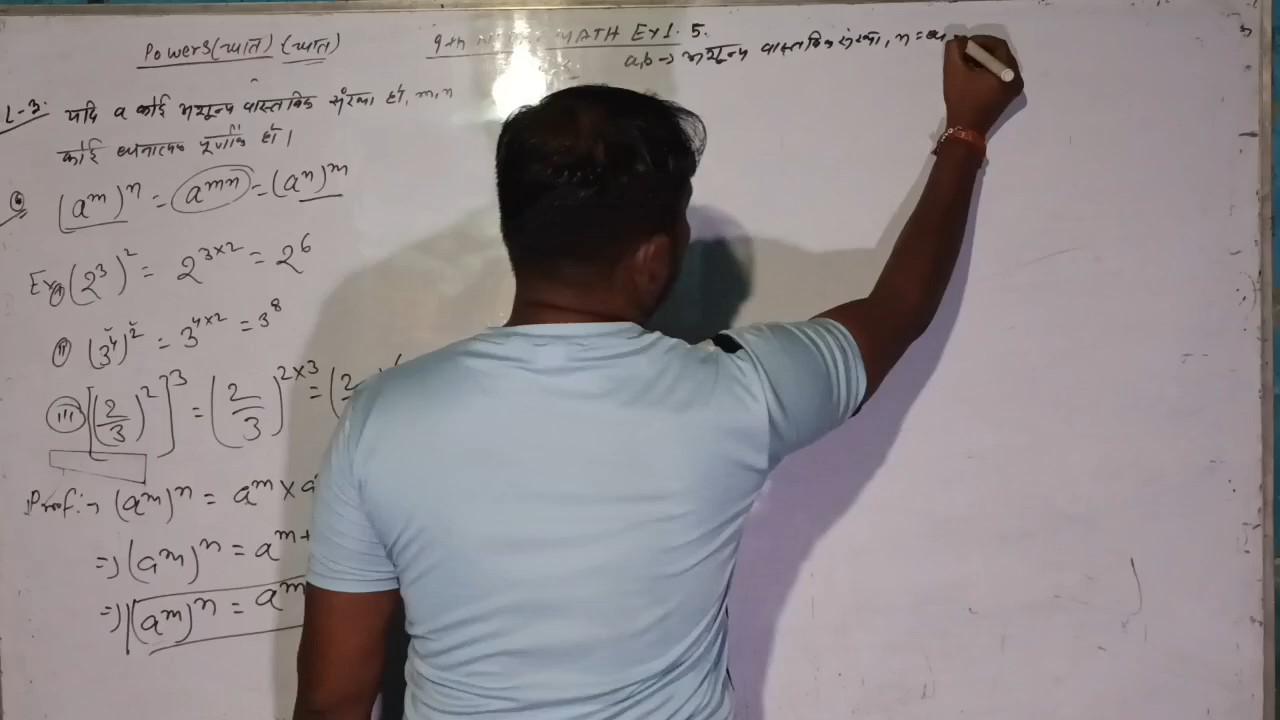 Powers(घात) (घात)
9th MATH EX 1.5.
a,b → अशून्य वास्तविक संख्या, n =
L-3. यदि a कोई अशून्य वास्तविक संख्या हो, m, n
कोई धनात्मक पूर्णांक हो।
(a^m)^n = a^{mn} = (a^n)^m
Ex (i) (2^3)^2 = 2^{3×2} = 2^6
(ii) (3^4)^2 = 3^{4×2} = 3^8
(iii) [(2/3)^2]^3 = (2/3)^{2×3} = (2
Prof:→ (a^m)^n = a^m × a
⇒ (a^m)^n = a^{m+
⇒ (a^m)^n = a^m